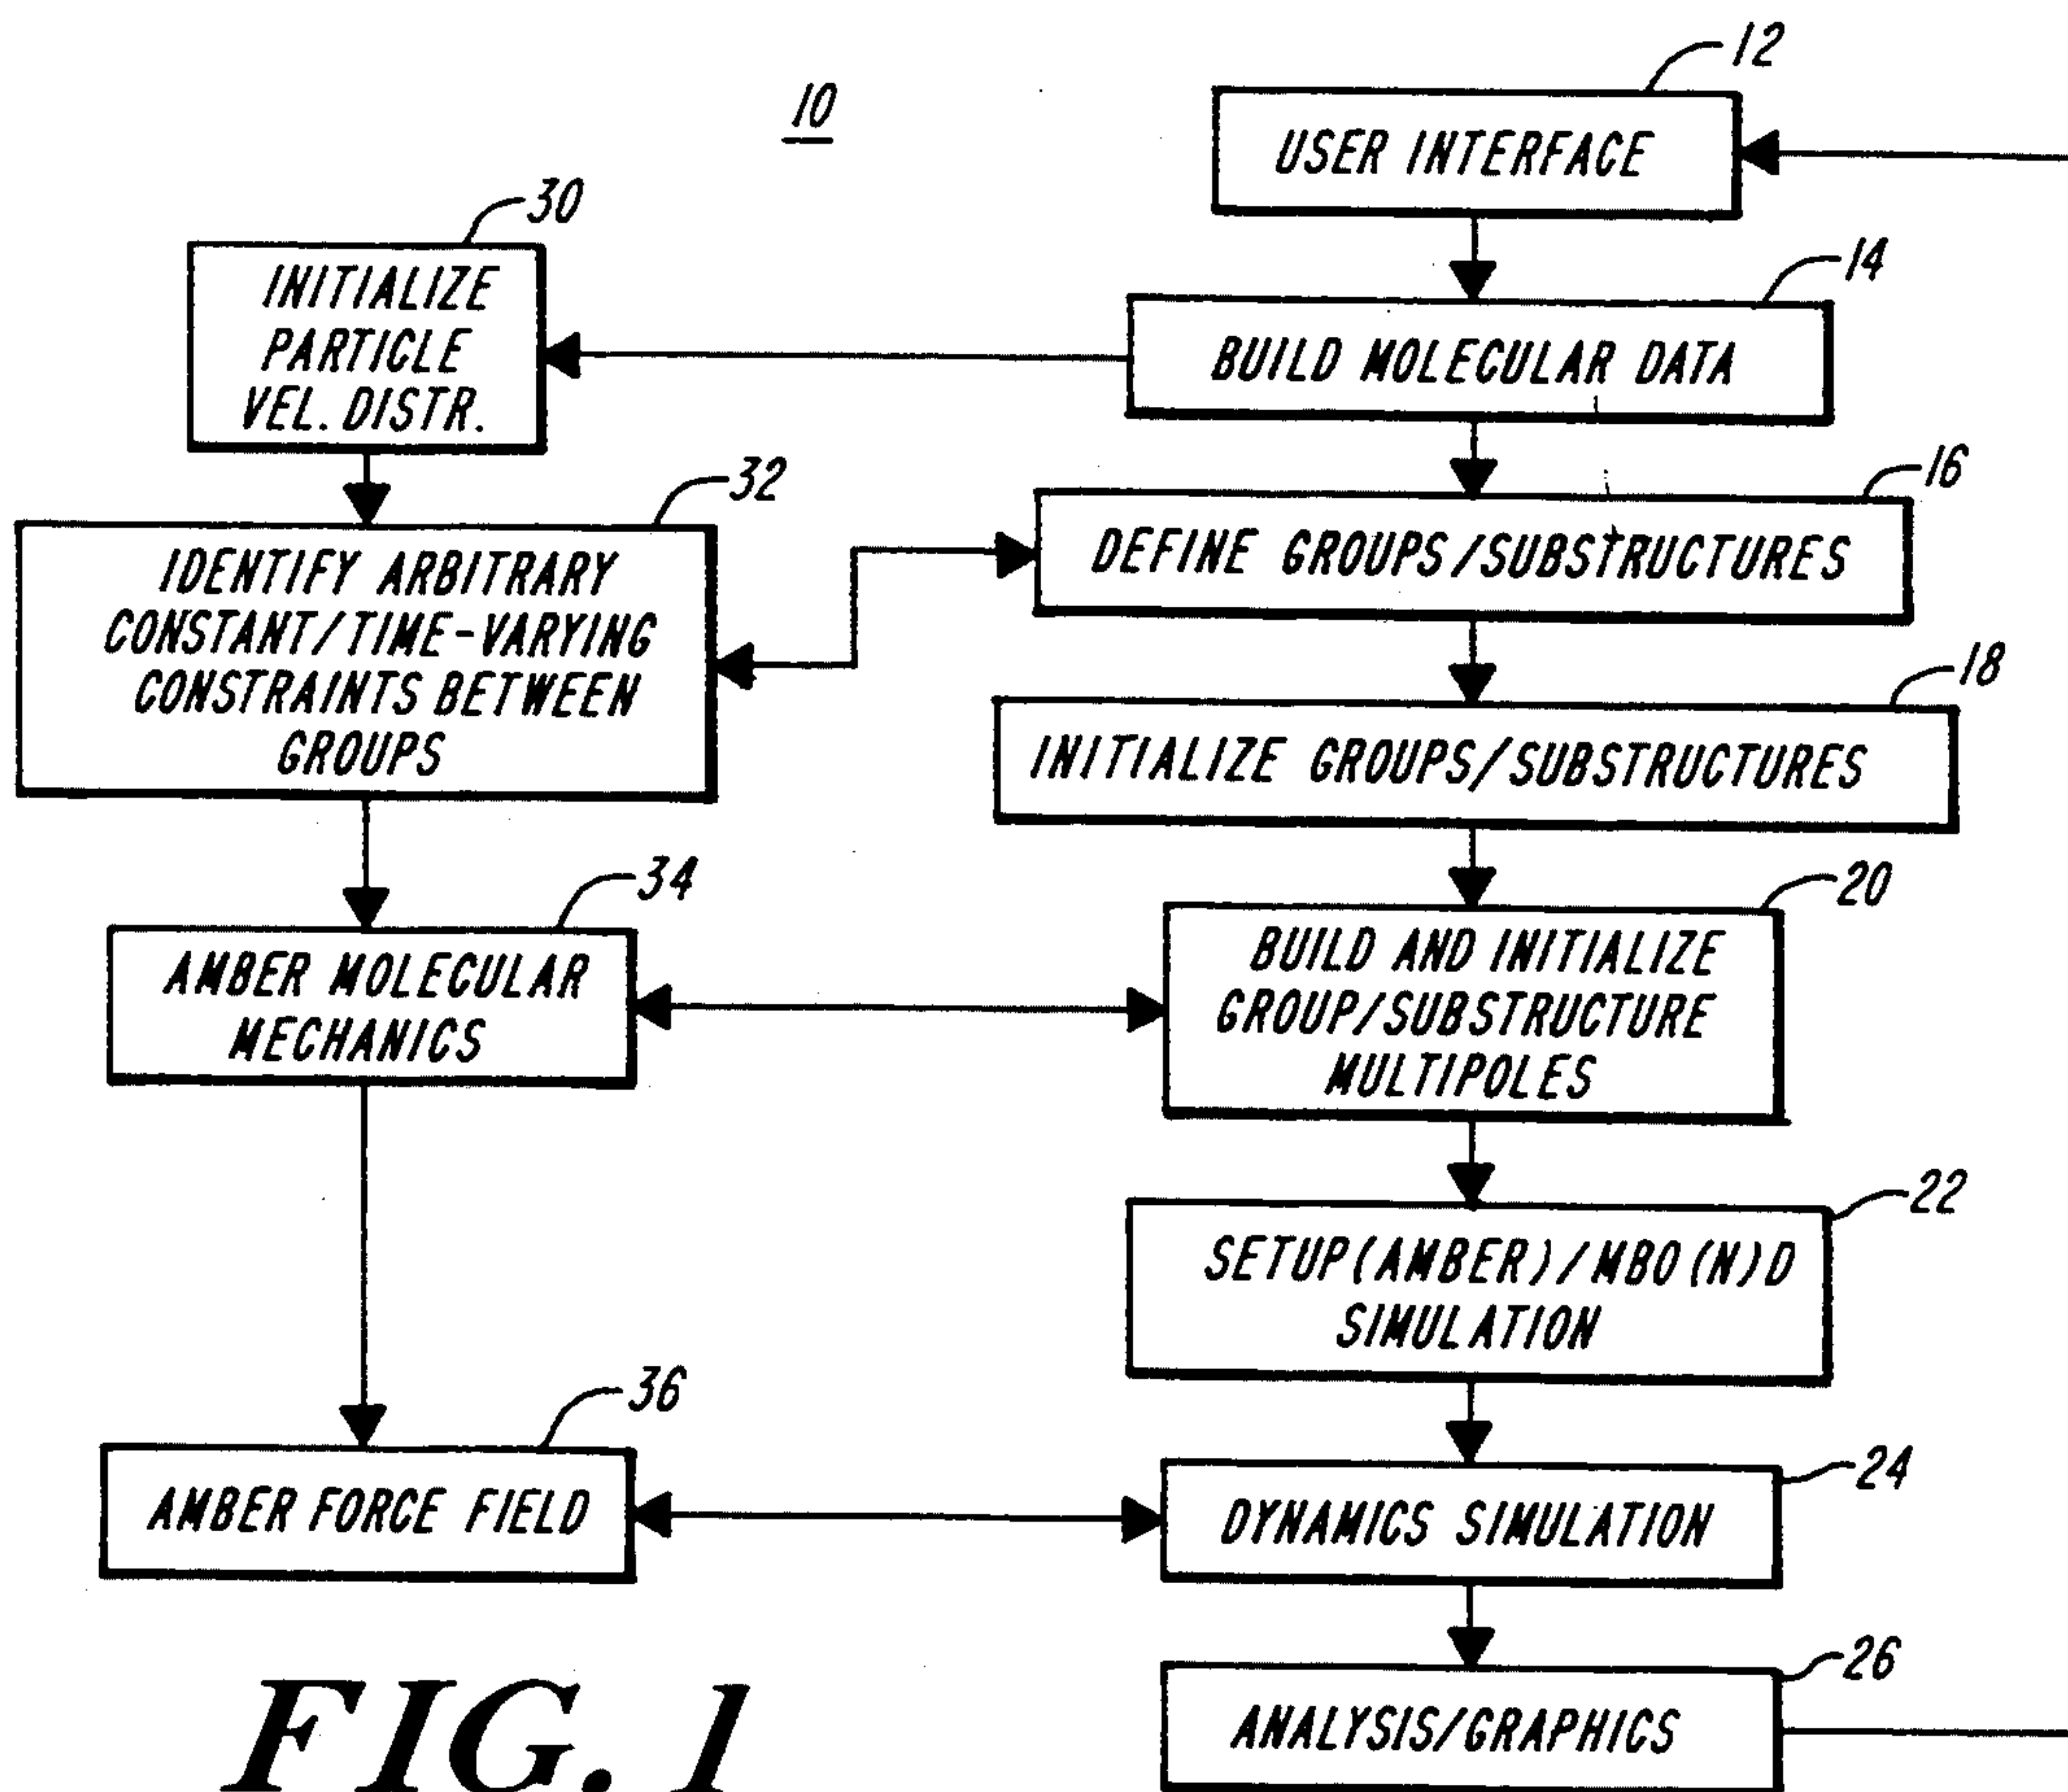 10
12
USER INTERFACE
14
BUILD MOLECULAR DATA
16
DEFINE GROUPS/SUBSTRUCTURES
18
INITIALIZE GROUPS/SUBSTRUCTURES
20
BUILD AND INITIALIZE
GROUP/SUBSTRUCTURE
MULTIPOLES
22
SETUP(AMBER)/MBO(N)D
SIMULATION
24
DYNAMICS SIMULATION
26
ANALYSIS/GRAPHICS
30
INITIALIZE
PARTICLE
VEL. DISTR.
32
IDENTIFY ARBITRARY
CONSTANT/TIME-VARYING
CONSTRAINTS BETWEEN
GROUPS
34
AMBER MOLECULAR
MECHANICS
36
AMBER FORCE FIELD
FIG. 1